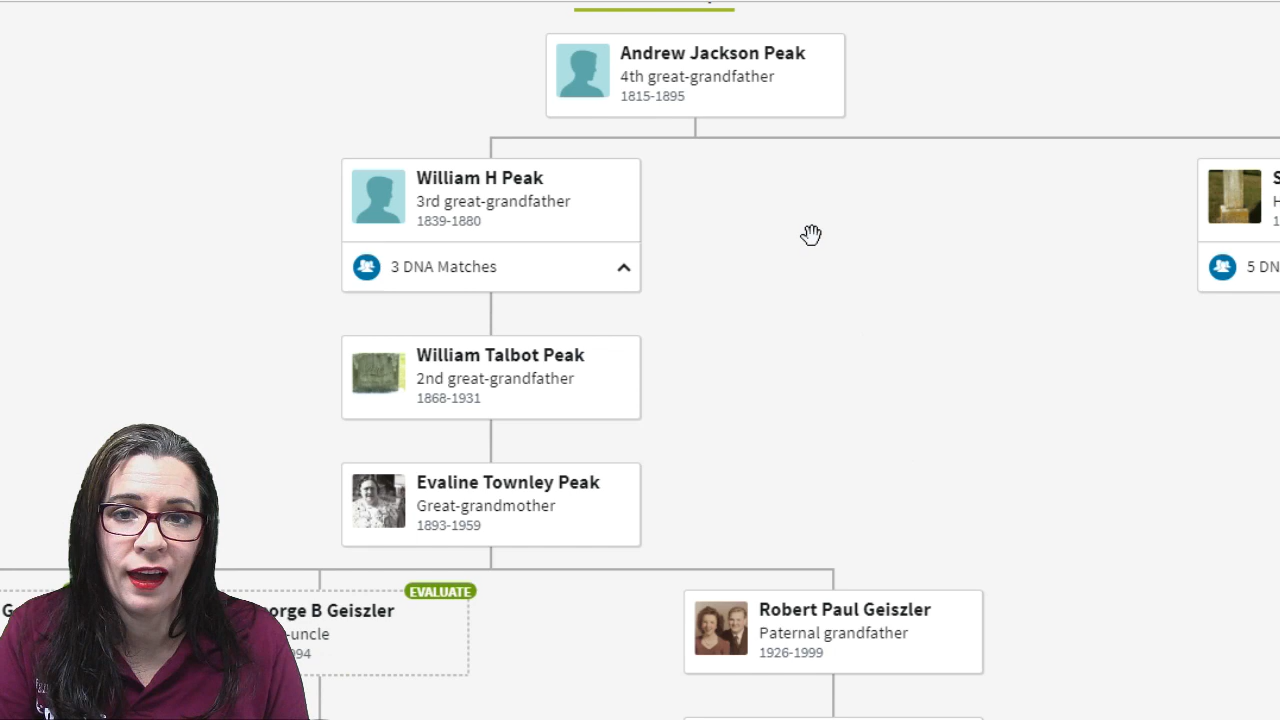 Andrew Jackson Peak
4th great-grandfather
1815-1895
William H Peak
3rd great-grandfather
1839-1880
3 DNA Matches
S
H
1
5 DN
William Talbot Peak
2nd great-grandfather
1868-1931
Evaline Townley Peak
Great-grandmother
1893-1959
EVALUATE
G
orge B Geiszler
-uncle
994
Robert Paul Geiszler
Paternal grandfather
1926-1999